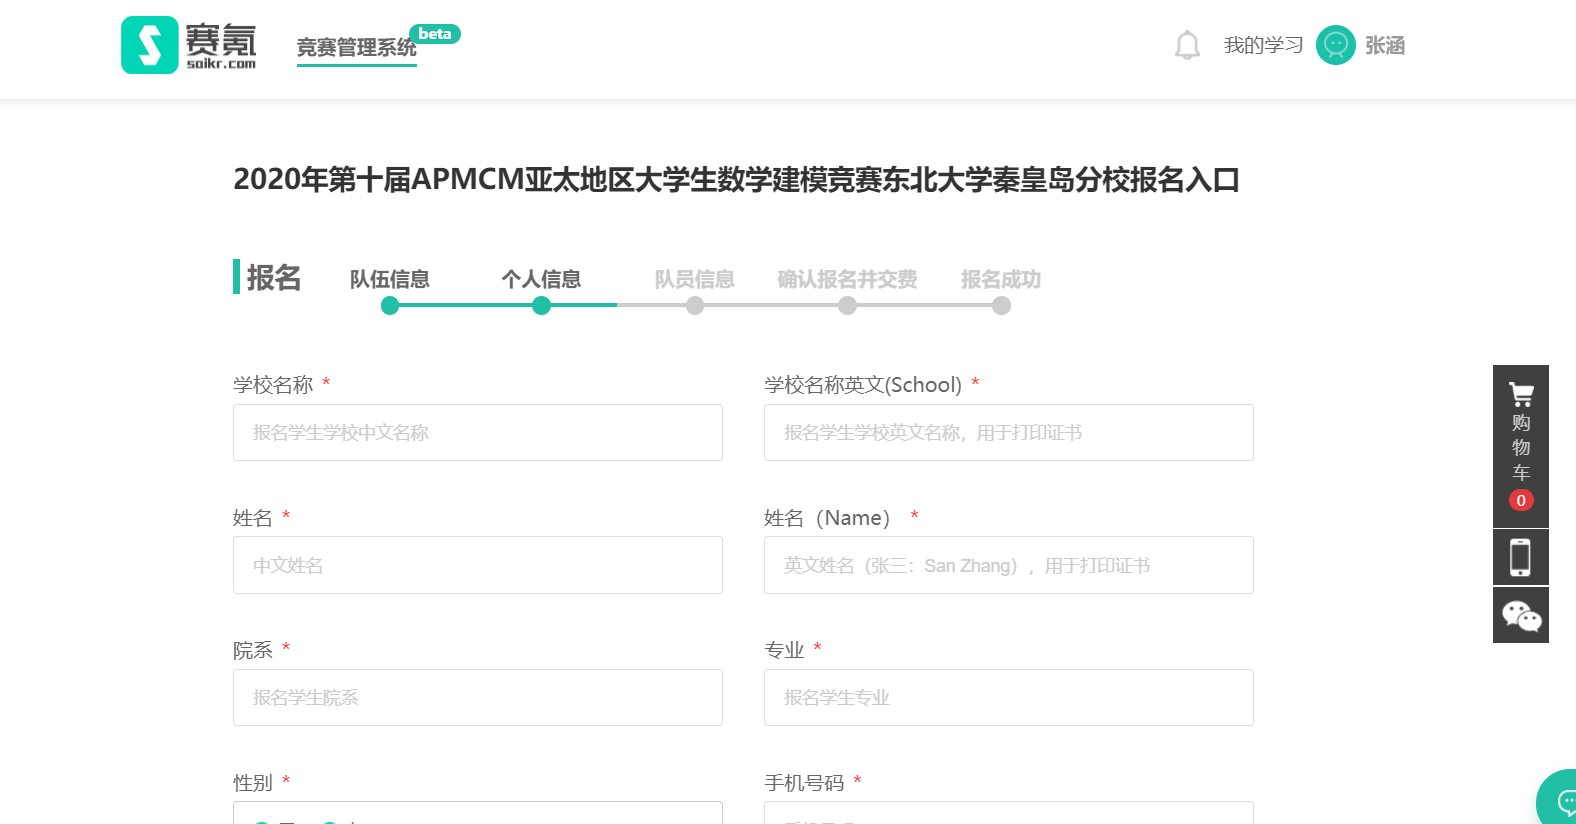 赛氪
saikr.com
竞赛管理系统
beta
我的学习
张涵
2020年第十届APMCM亚太地区大学生数学建模竞赛东北大学秦皇岛分校报名入口
报名
队伍信息
个人信息
队员信息
确认报名并交费
报名成功
学校名称 *
学校名称英文(School) *
报名学生学校中文名称
报名学生学校英文名称，用于打印证书
姓名 *
姓名（Name） *
中文姓名
英文姓名（张三：San Zhang），用于打印证书
院系 *
专业 *
报名学生院系
报名学生专业
性别 *
手机号码 *
购
物
车
0